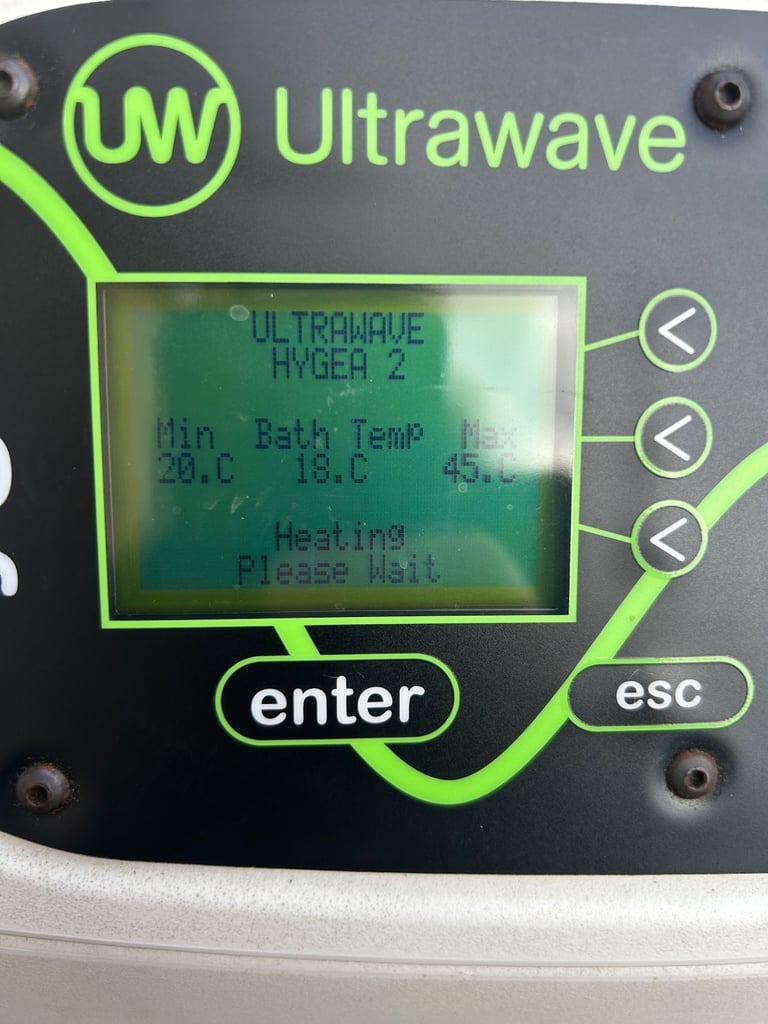 UW Ultrawave
ULTRAWAVE
HYGEA 2
Min Bath Temp Max
20.C 18.C 45.C
Heating
Please Wait
enter esc